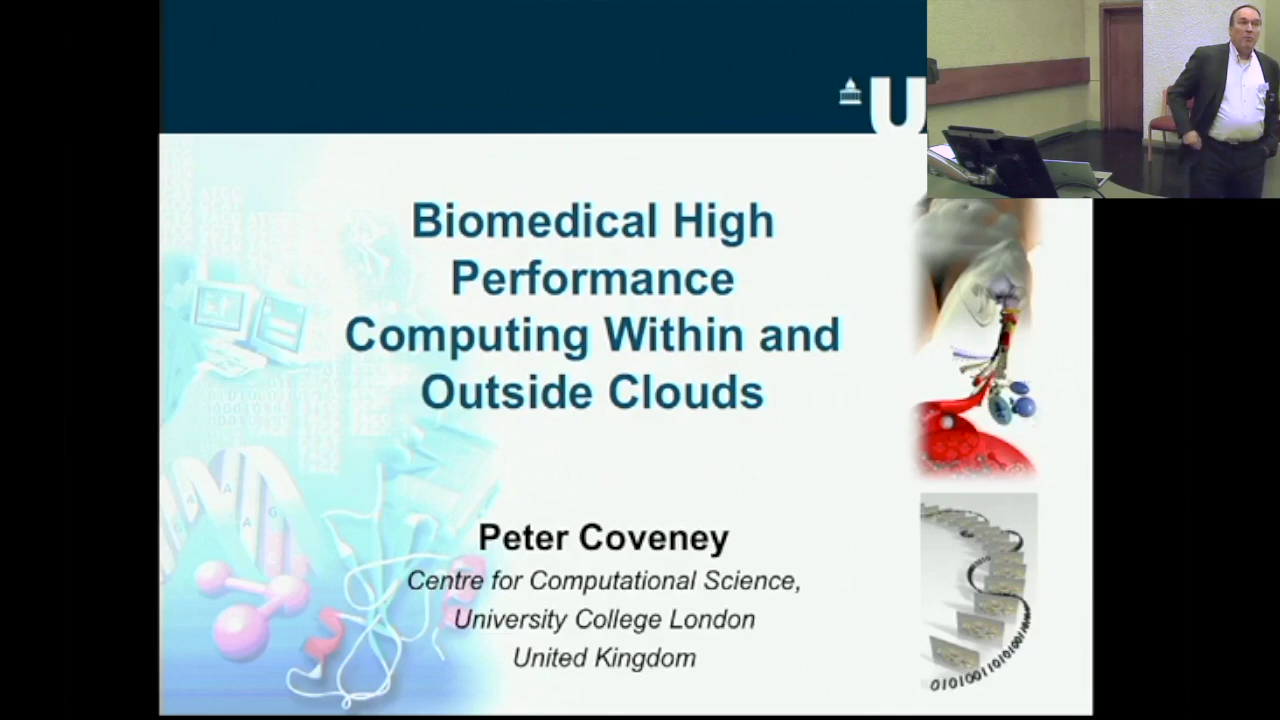 U
Biomedical High
Performance
Computing Within and
Outside Clouds
Peter Coveney
Centre for Computational Science,
University College London
United Kingdom